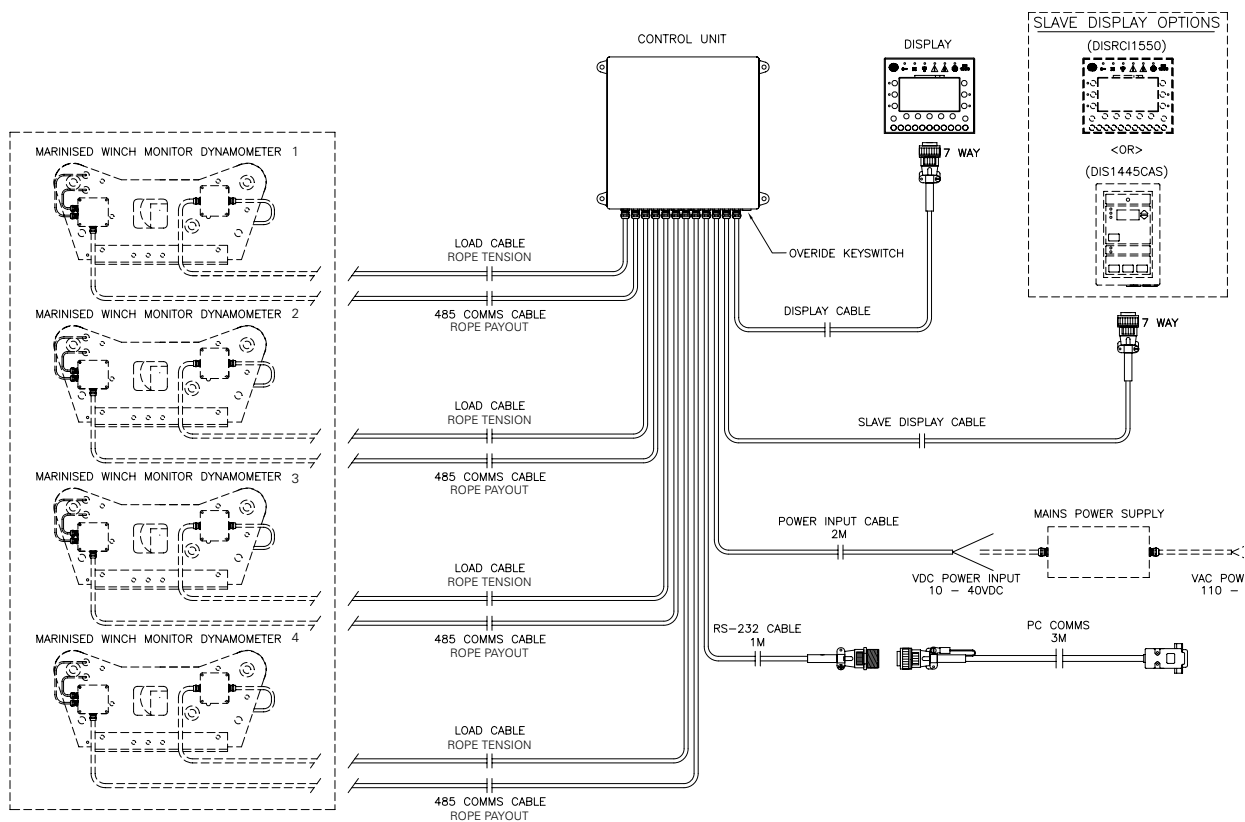 CONTROL UNIT
DISPLAY
SLAVE DISPLAY OPTIONS
(DISRCI1550)
<OR>
(DIS1445CAS)
7 WAY
7 WAY
OVERIDE KEYSWITCH
DISPLAY CABLE
SLAVE DISPLAY CABLE
MARINISED WINCH MONITOR DYNAMOMETER 1
LOAD CABLE
ROPE TENSION
485 COMMS CABLE
ROPE PAYOUT
MARINISED WINCH MONITOR DYNAMOMETER 2
LOAD CABLE
ROPE TENSION
485 COMMS CABLE
ROPE PAYOUT
MARINISED WINCH MONITOR DYNAMOMETER 3
LOAD CABLE
ROPE TENSION
485 COMMS CABLE
ROPE PAYOUT
MARINISED WINCH MONITOR DYNAMOMETER 4
LOAD CABLE
ROPE TENSION
485 COMMS CABLE
ROPE PAYOUT
POWER INPUT CABLE
2M
VDC POWER INPUT
10 – 40VDC
MAINS POWER SUPPLY
VAC POW
110 –
RS-232 CABLE
1M
PC COMMS
3M